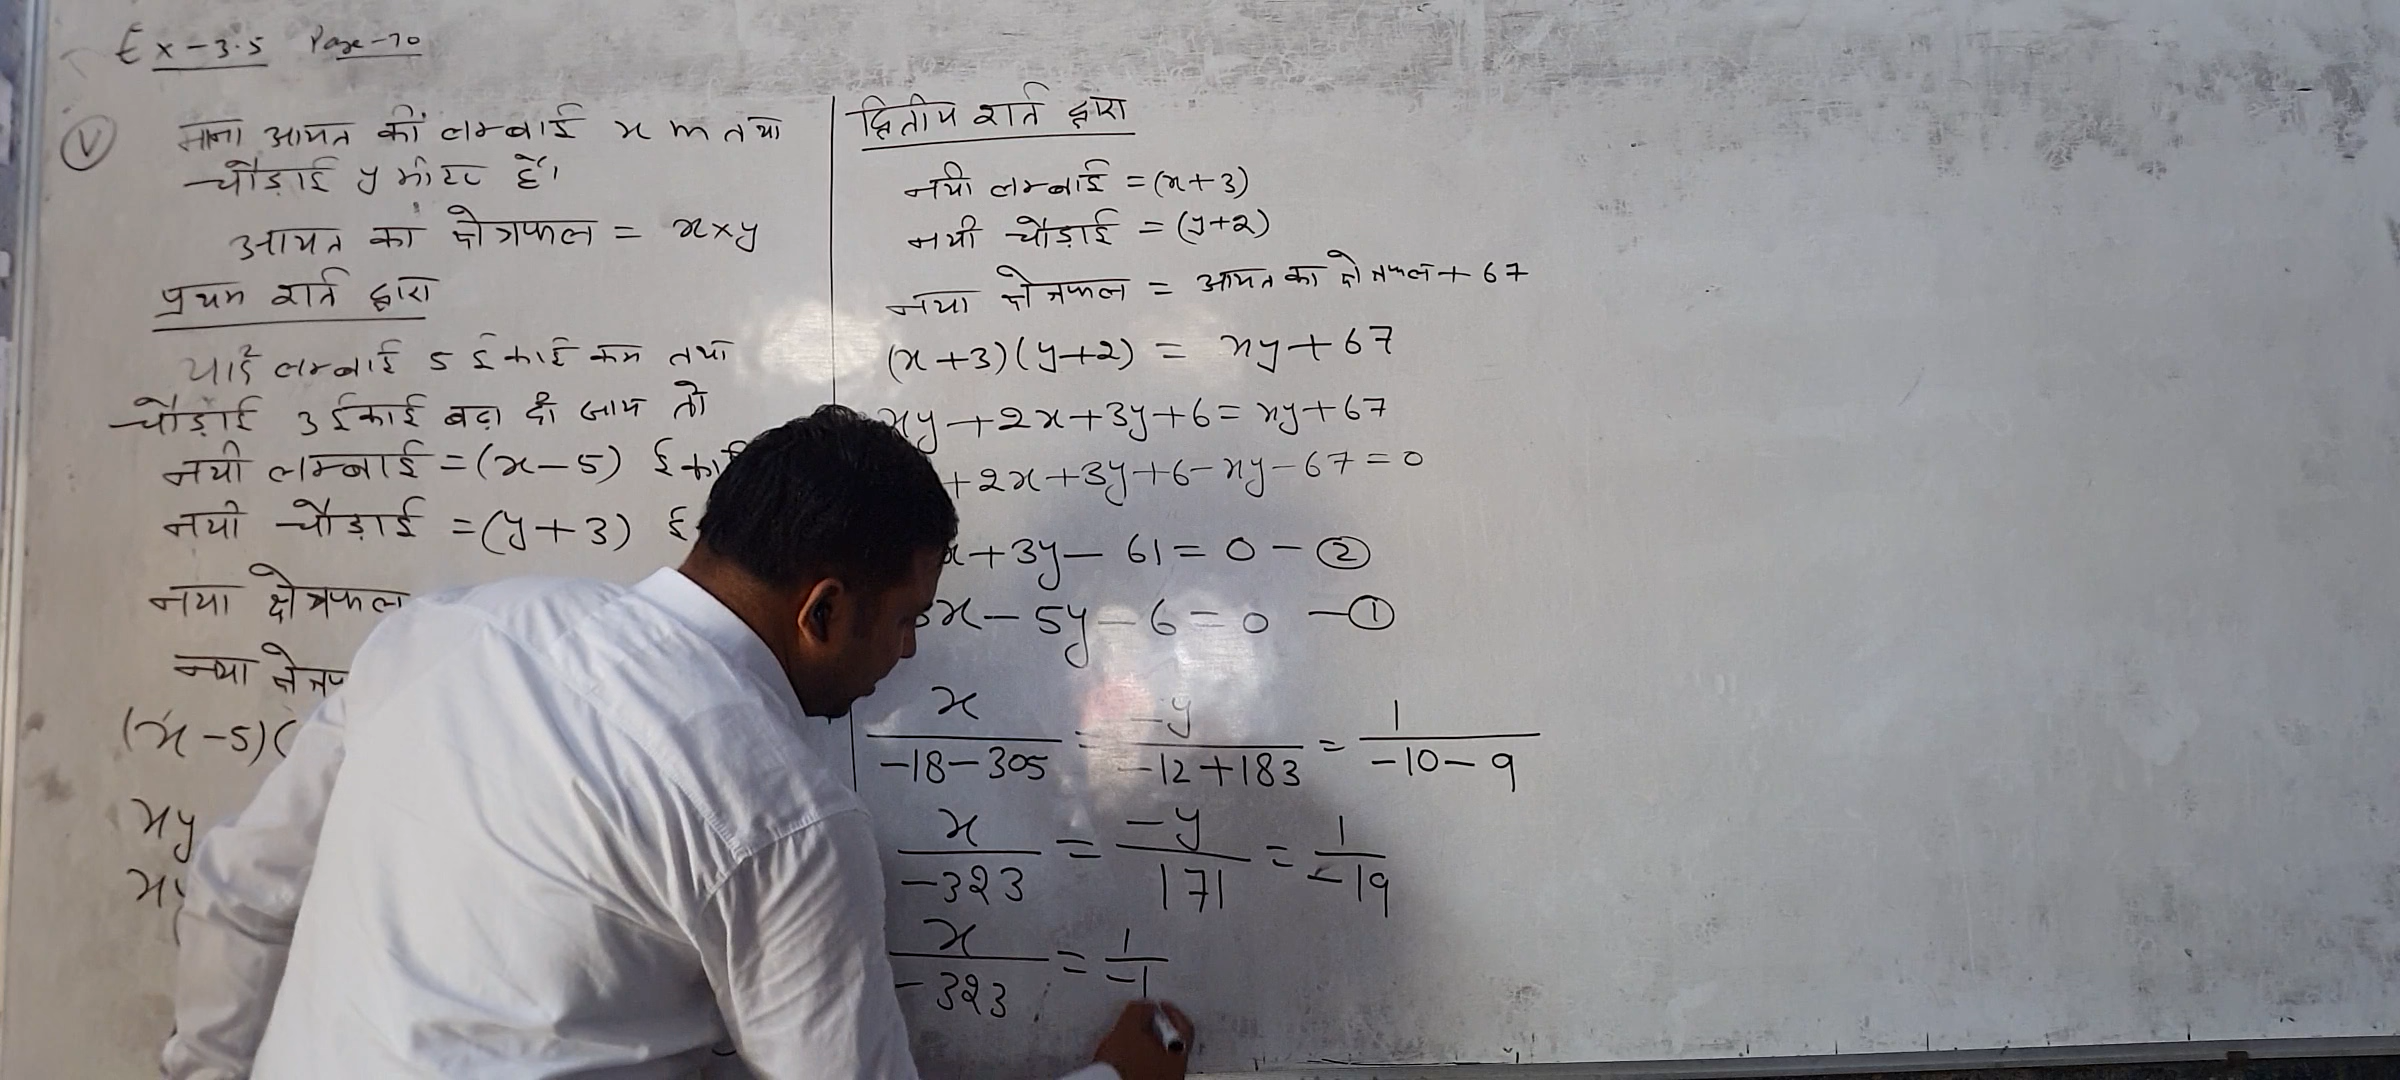 Ex-3.5 Page-70
(V) माना आयत की लम्बाई x m तथा
चौड़ाई y मीटर है।
आयत का क्षेत्रफल = x×y
प्रथम शर्त द्वारा
यदि लम्बाई 5 ईकाई कम तथा
चौड़ाई 3 ईकाई बढ़ा दी जाय तो
नयी लम्बाई = (x-5)
नयी चौड़ाई = (y+3)
नया क्षेत्रफल
नया
(x-5)(
xy
द्वितीय शर्त द्वारा
नयी लम्बाई = (x+3)
नयी चौड़ाई = (y+2)
नया क्षेत्रफल = आयत का क्षेत्रफल + 67
(x+3)(y+2) = xy+67
xy+2x+3y+6 = xy+67
+2x+3y+6-xy-67=0
x+3y-61=0 -②
3x-5y-6=0 -①
x/-18-305 = -y/-12+183 = 1/-10-9
x/-323 = -y/171 = 1/-19
x/-323 = 1/-1